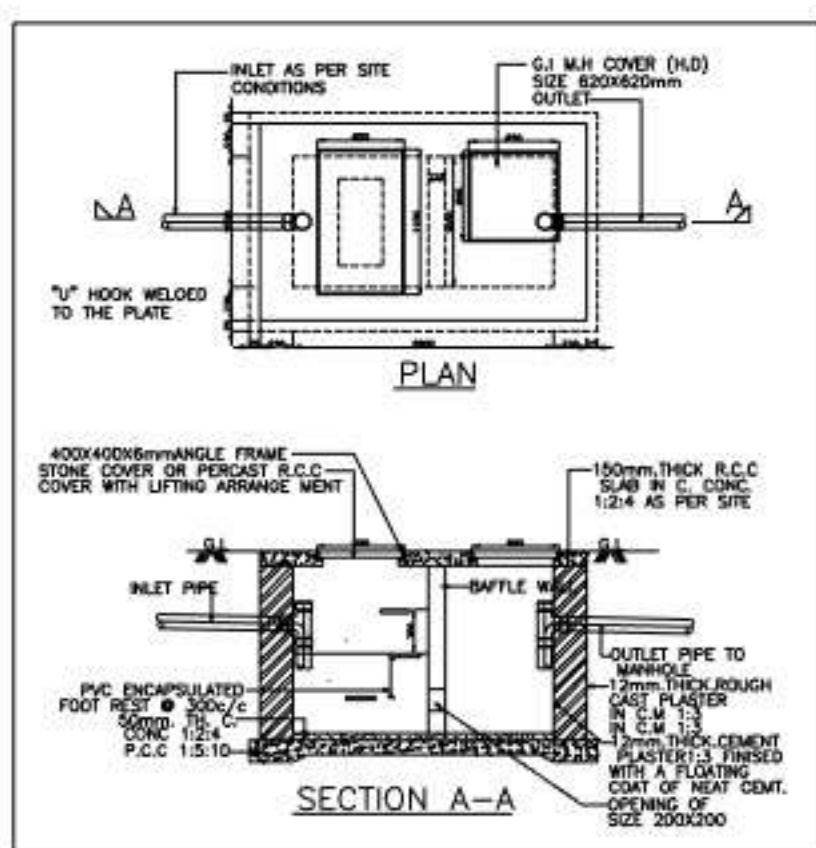 INLET AS PER SITE
CONDITIONS
G.I M.H COVER (H.D)
SIZE 620X620mm
OUTLET
A
A
"U" HOOK WELOED
TO THE PLATE
PLAN
400X400X6mmANGLE FRAME
STONE COVER OR PERCAST R.C.C
COVER WITH LIFTING ARRANGE MENT
150mm.THICK R.C.C
SLAB IN C. CONC.
1:2:4 AS PER SITE
G.L
G.L
INLET PIPE
BAFFLE
OUTLET PIPE TO
MANHOLE
PVC ENCAPSULATED
FOOT REST @ 300c/c
50mm. TH. C.
CONC 1:2:4
P.C.C 1:5:10
12mm.THICK.ROUGH
CAST PLASTER
IN C.M 1:3
IN C.M 1:3
12mm.THICK.CEMENT
PLASTER1:3 FINISED
WITH A FLOATING
COAT OF NEAT CEMT.
OPENING OF
SIZE 200X200
SECTION A-A